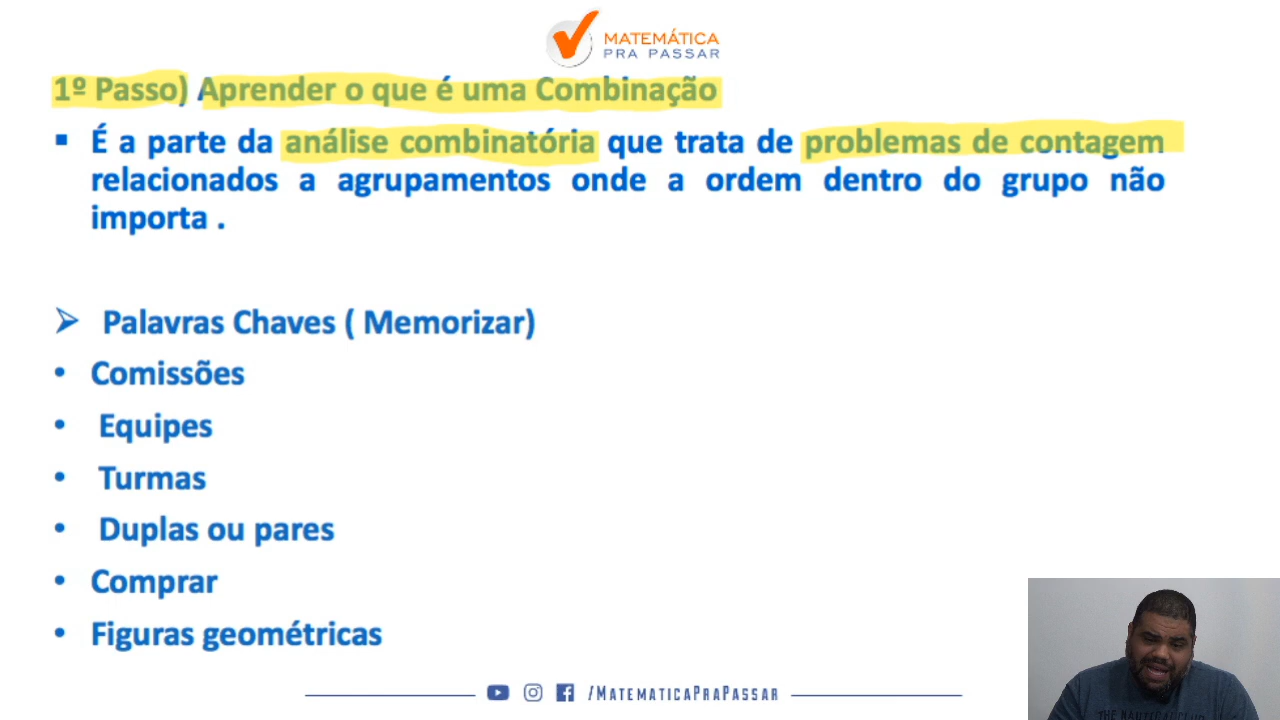 MATEMÁTICA
PRA PASSAR
1º Passo) Aprender o que é uma Combinação
▪ É a parte da análise combinatória que trata de problemas de contagem
relacionados a agrupamentos onde a ordem dentro do grupo não
importa .
➢ Palavras Chaves ( Memorizar)
• Comissões
• Equipes
• Turmas
• Duplas ou pares
• Comprar
• Figuras geométricas
/MATEMATICAPRAPASSAR